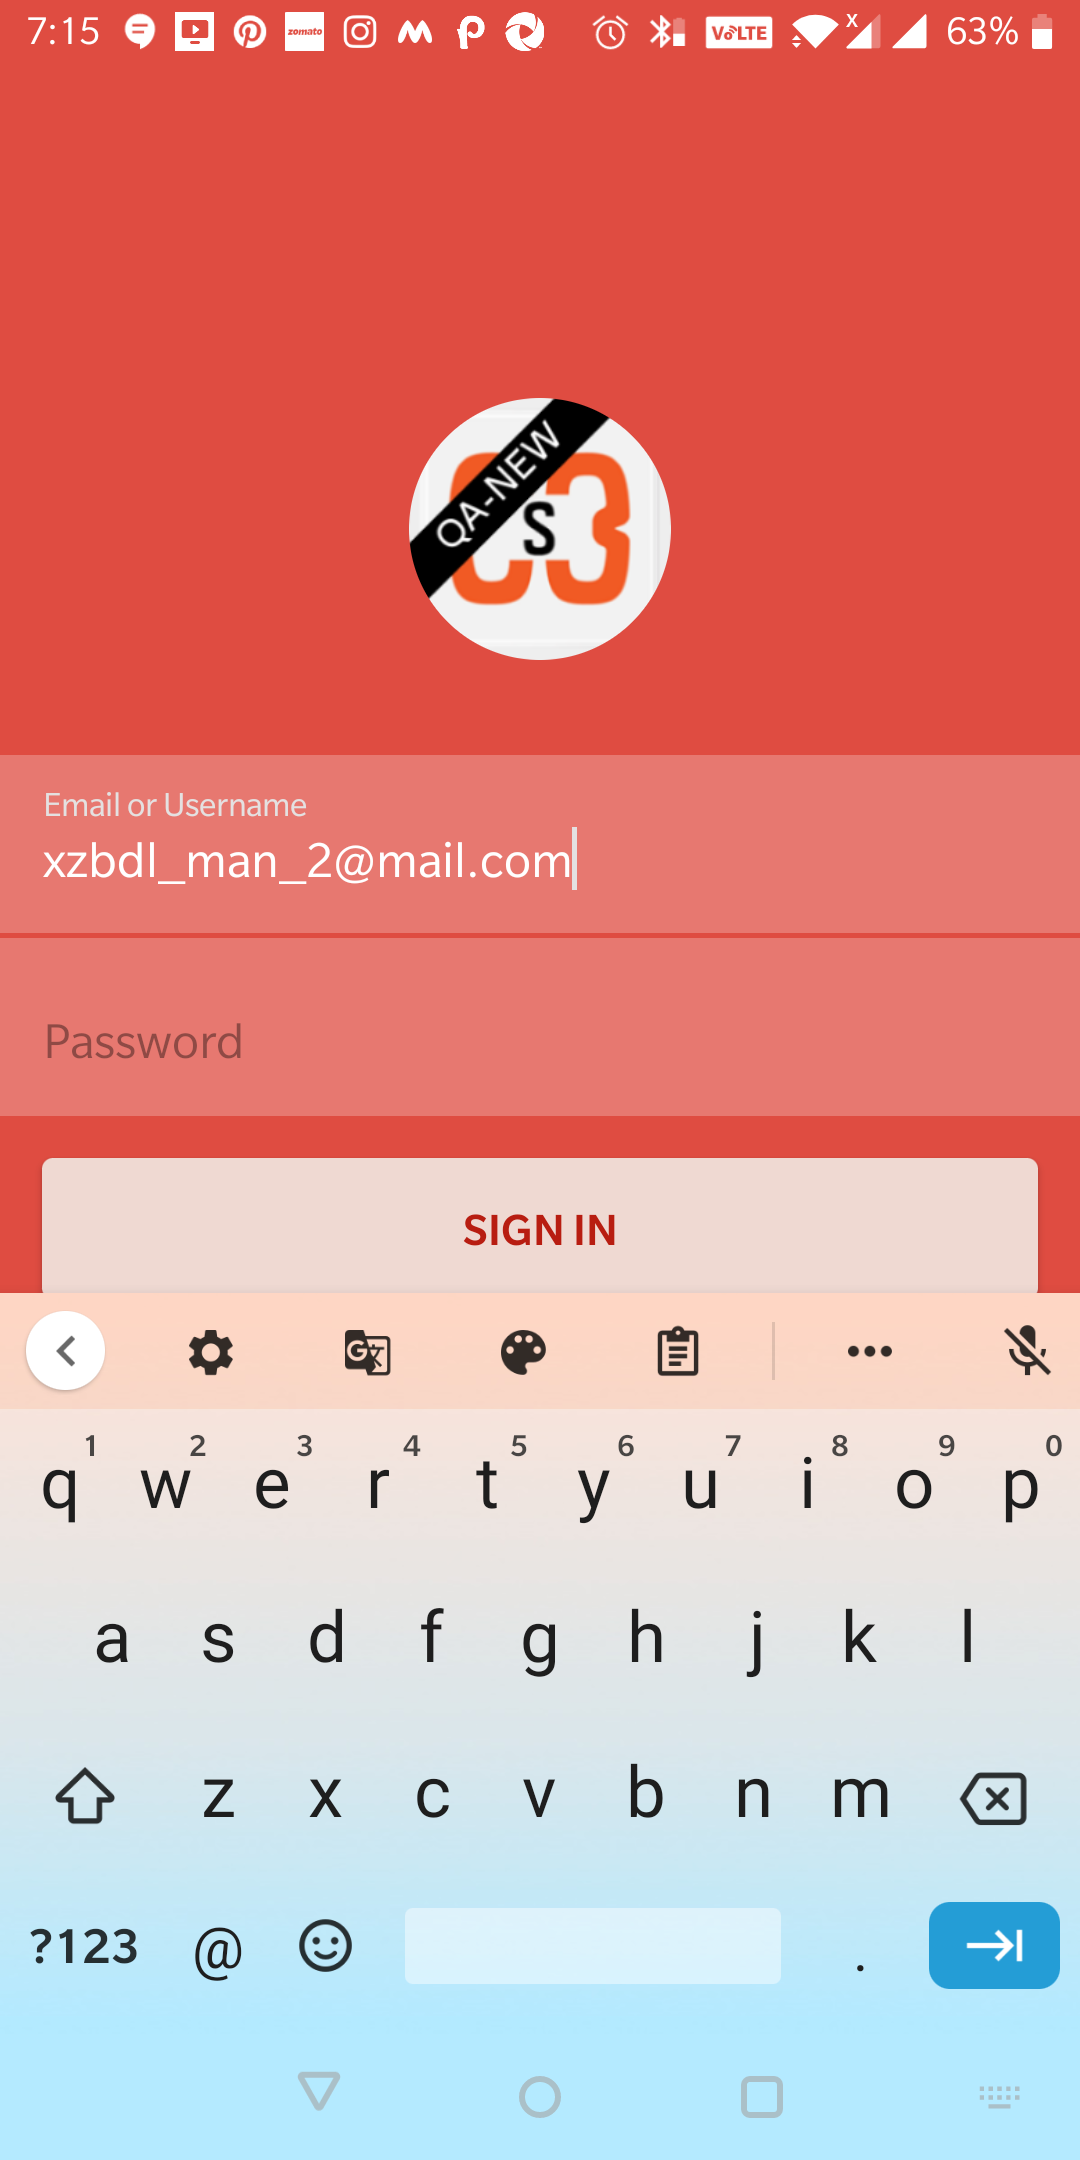 7:15 zomato VoLTE x 63%
QA-NEW
Cs3
Email or Username
xzbdl_man_2@mail.com
Password
SIGN IN
1 2 3 4 5 6 7 8 9 0
q w e r t y u i o p
a s d f g h j k l
z x c v b n m
?123 @ .